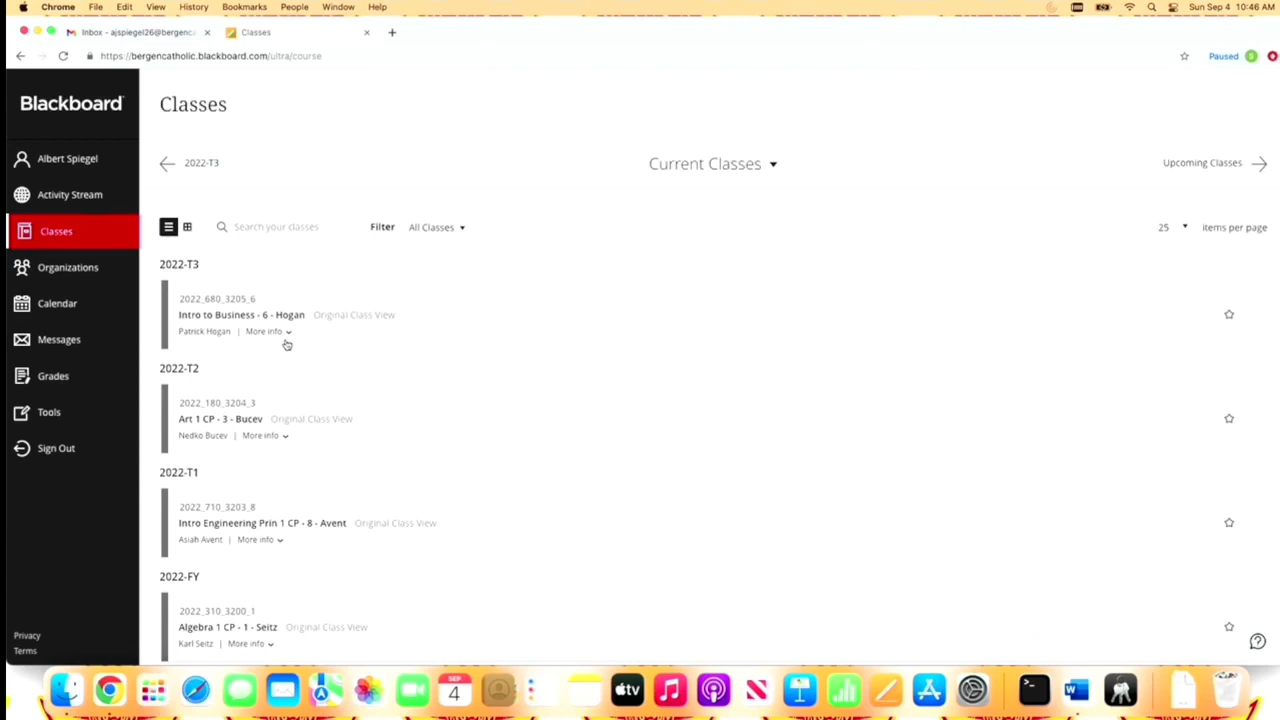 Chrome File Edit View History Bookmarks People Window Help Sun Sep 4 10:46 AM
Inbox - ajspiegel26@bergenca Classes
https://bergencatholic.blackboard.com/ultra/course Paused S
Blackboard
Albert Spiegel
Activity Stream
Classes
Organizations
Calendar
Messages
Grades
Tools
Sign Out
Privacy
Terms
Classes
2022-T3 Current Classes Upcoming Classes
Search your classes Filter All Classes 25 items per page
2022-T3
2022_680_3205_6
Intro to Business - 6 - Hogan Original Class View
Patrick Hogan | More info
2022-T2
2022_180_3204_3
Art 1 CP - 3 - Bucev Original Class View
Nedko Bucev | More info
2022-T1
2022_710_3203_8
Intro Engineering Prin 1 CP - 8 - Avent Original Class View
Asiah Avent | More info
2022-FY
2022_310_3200_1
Algebra 1 CP - 1 - Seitz Original Class View
Karl Seitz | More info
SEP
4
tv
W